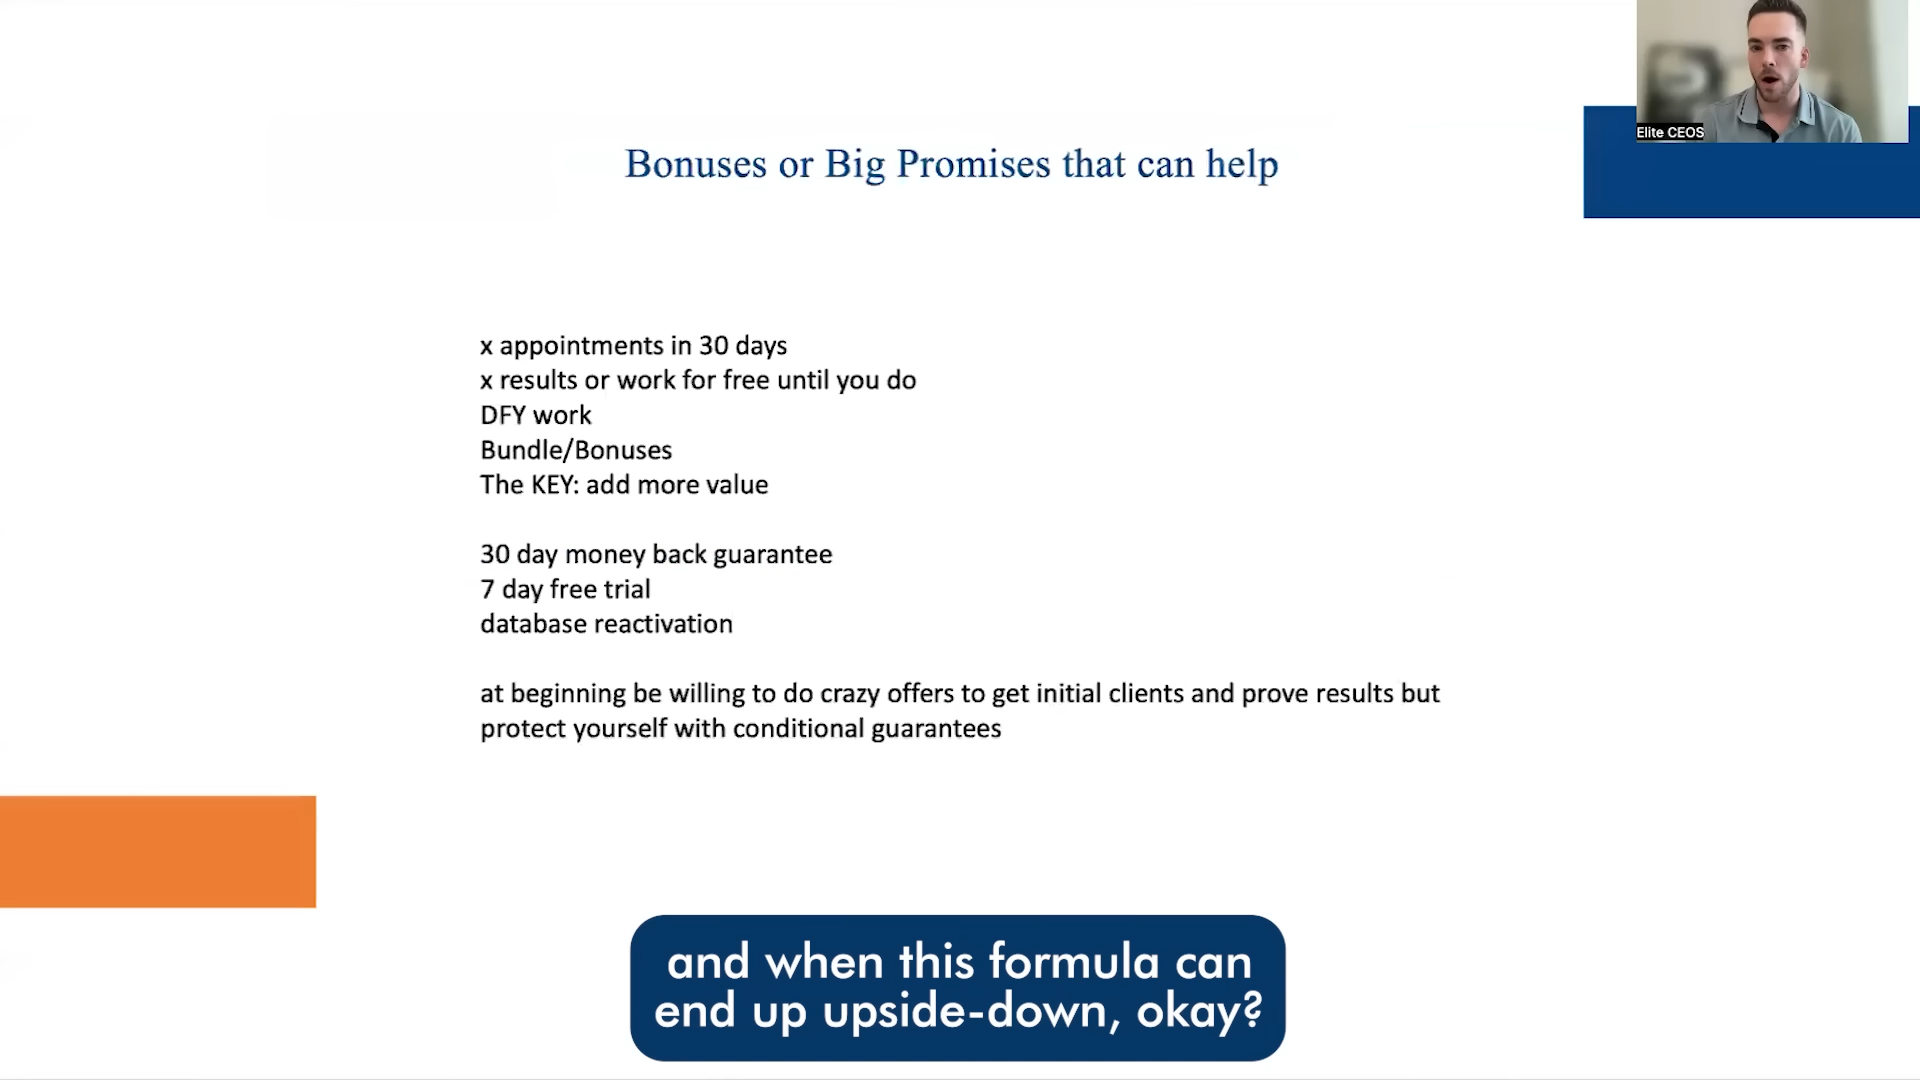 Elite CEOS
Bonuses or Big Promises that can help
x appointments in 30 days
x results or work for free until you do
DFY work
Bundle/Bonuses
The KEY: add more value
30 day money back guarantee
7 day free trial
database reactivation
at beginning be willing to do crazy offers to get initial clients and prove results but
protect yourself with conditional guarantees
and when this formula can
end up upside-down, okay?